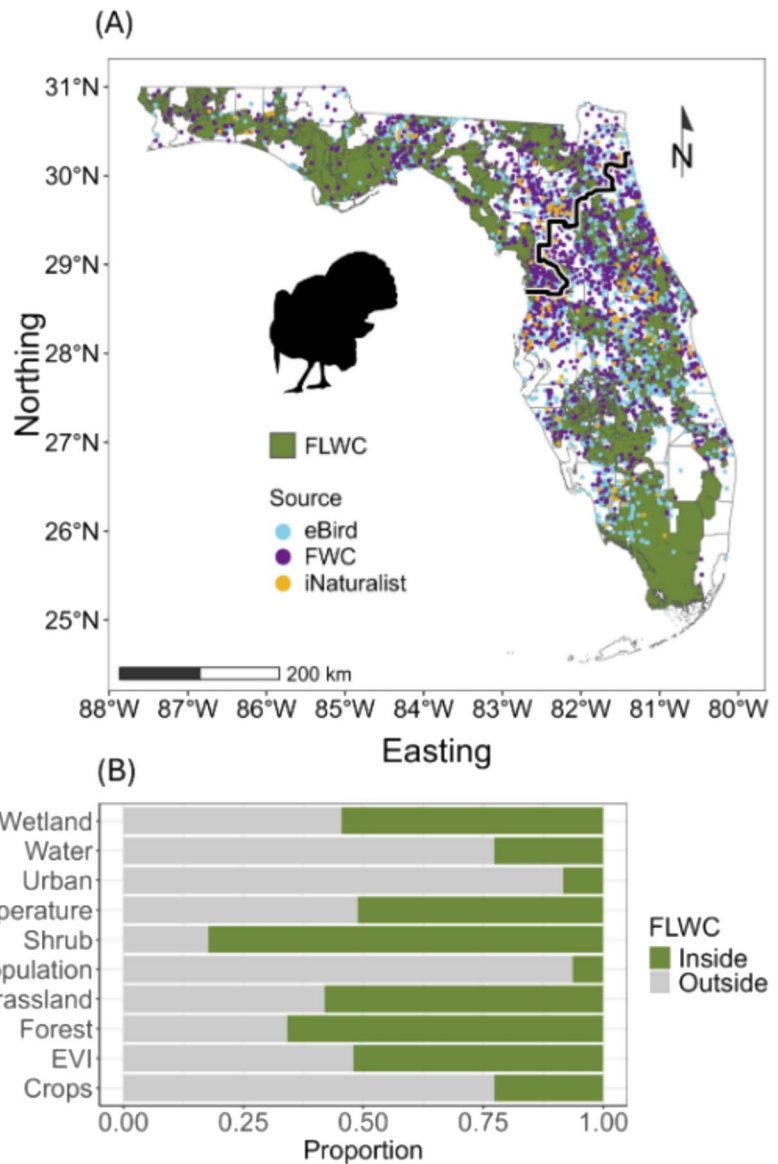 (A)
31°N
30°N
29°N
28°N
27°N
26°N
25°N
Northing
N
FLWC
Source
eBird
FWC
iNaturalist
200 km
88°W 87°W 86°W 85°W 84°W 83°W 82°W 81°W 80°W
Easting
(B)
Wetland
Water
Urban
perature
Shrub
opulation
rassland
Forest
EVI
Crops
FLWC
Inside
Outside
0.00 0.25 0.50 0.75 1.00
Proportion